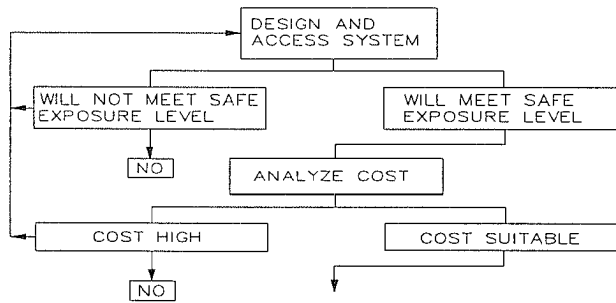 DESIGN AND
ACCESS SYSTEM
WILL NOT MEET SAFE
EXPOSURE LEVEL
WILL MEET SAFE
EXPOSURE LEVEL
NO
ANALYZE COST
COST HIGH
COST SUITABLE
NO